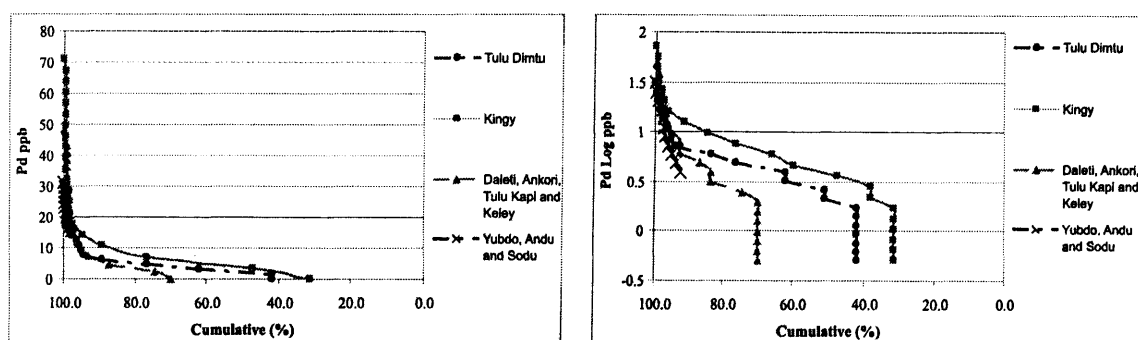 80
70
60
50
40
30
20
10
0
Pd ppb
100.0
80.0
60.0
40.0
20.0
0.0
Cumulative (%)
Tulu Dimtu
Kingy
Daleti, Ankori,
Tulu Kapi and
Keley
Yubdo, Andu
and Sodu
2
1.5
1
0.5
0
-0.5
Pd Log ppb
100.0
80.0
60.0
40.0
20.0
0.0
Cumulative (%)
Tulu Dimtu
Kingy
Daleti, Ankori,
Tulu Kapi and
Keley
Yubdo, Andu
and Sodu